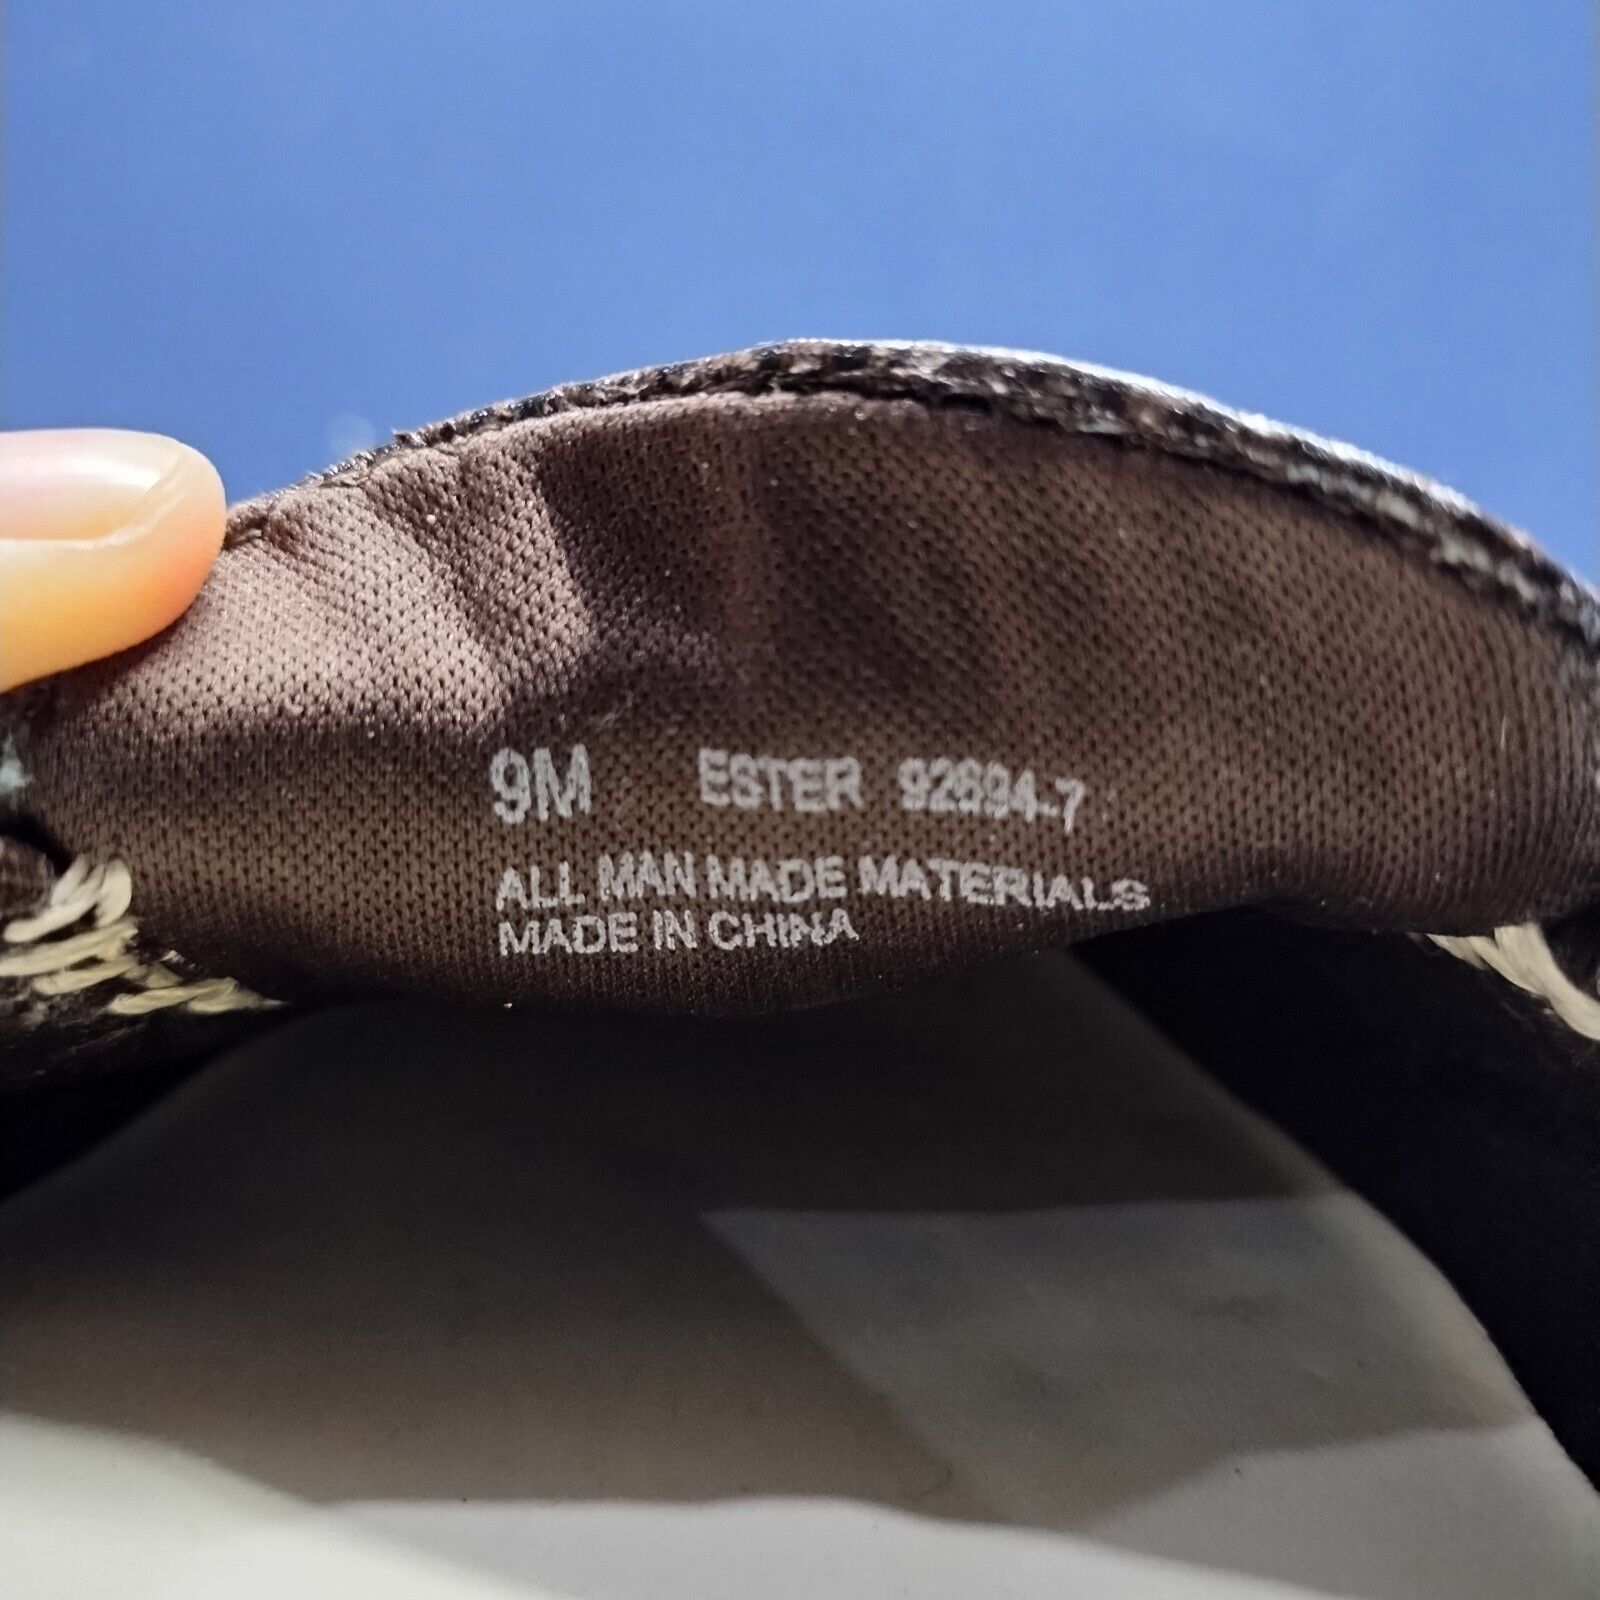 9M ESTER 92694-7
ALL MAN MADE MATERIALS
MADE IN CHINA